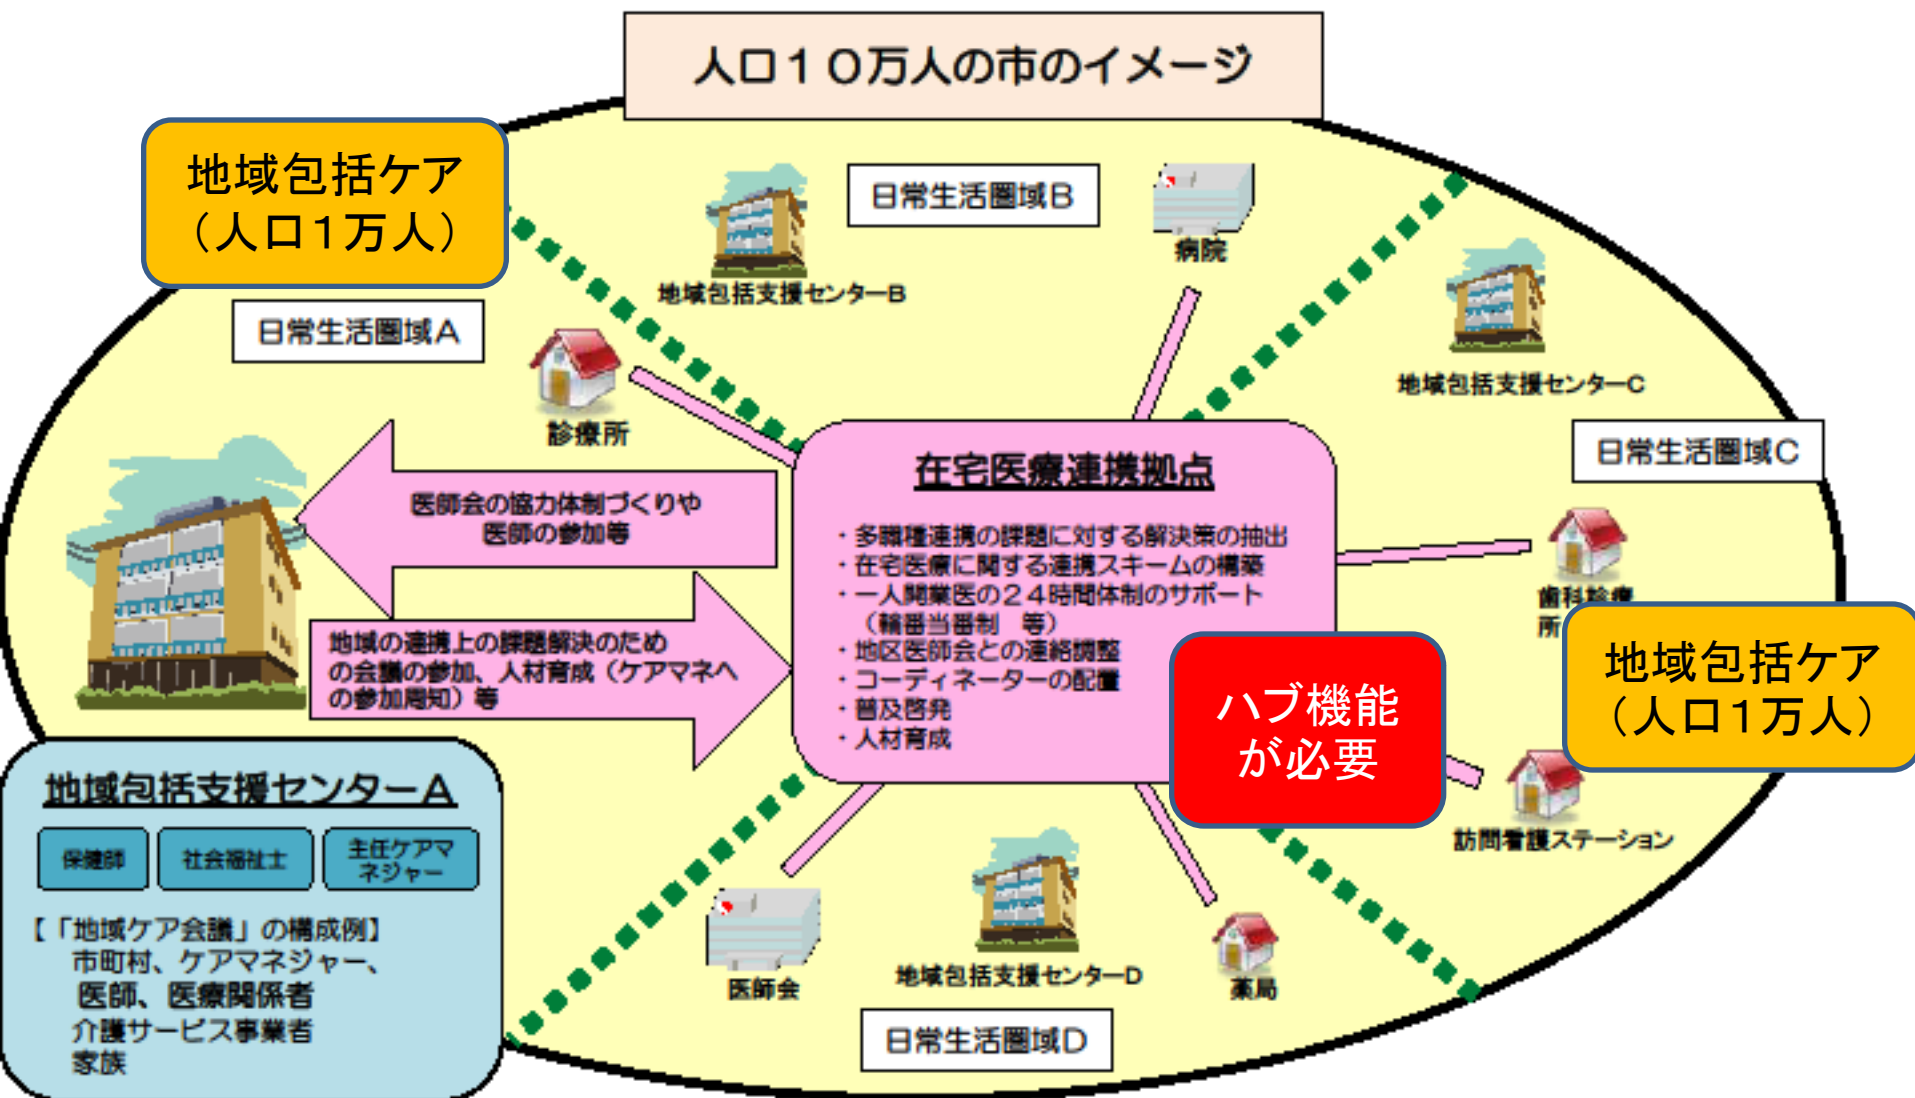 人口１０万人の市のイメージ
地域包括ケア
（人口１万人）
日常生活圏域Ｂ
病院
地域包括支援センターB
日常生活圏域Ａ
診療所
地域包括支援センターC
日常生活圏域Ｃ
医師会の協力体制づくりや
医師の参加等
地域の連携上の課題解決のため
の会議の参加、人材育成（ケアマネへ
の参加周知）等
在宅医療連携拠点
・多職種連携の課題に対する解決策の抽出
・在宅医療に関する連携スキームの構築
・一人開業医の２４時間体制のサポート
（輪番当番制　等）
・地区医師会との連絡調整
・コーディネーターの配置
・普及啓発
・人材育成
ハブ機能
が必要
歯科診療
所
地域包括ケア
（人口１万人）
訪問看護ステーション
地域包括支援センターＡ
保健師
社会福祉士
主任ケアマ
ネジャー
【「地域ケア会議」の構成例】
市町村、ケアマネジャー、
医師、医療関係者
介護サービス事業者
家族
医師会
地域包括支援センターD
薬局
日常生活圏域Ｄ